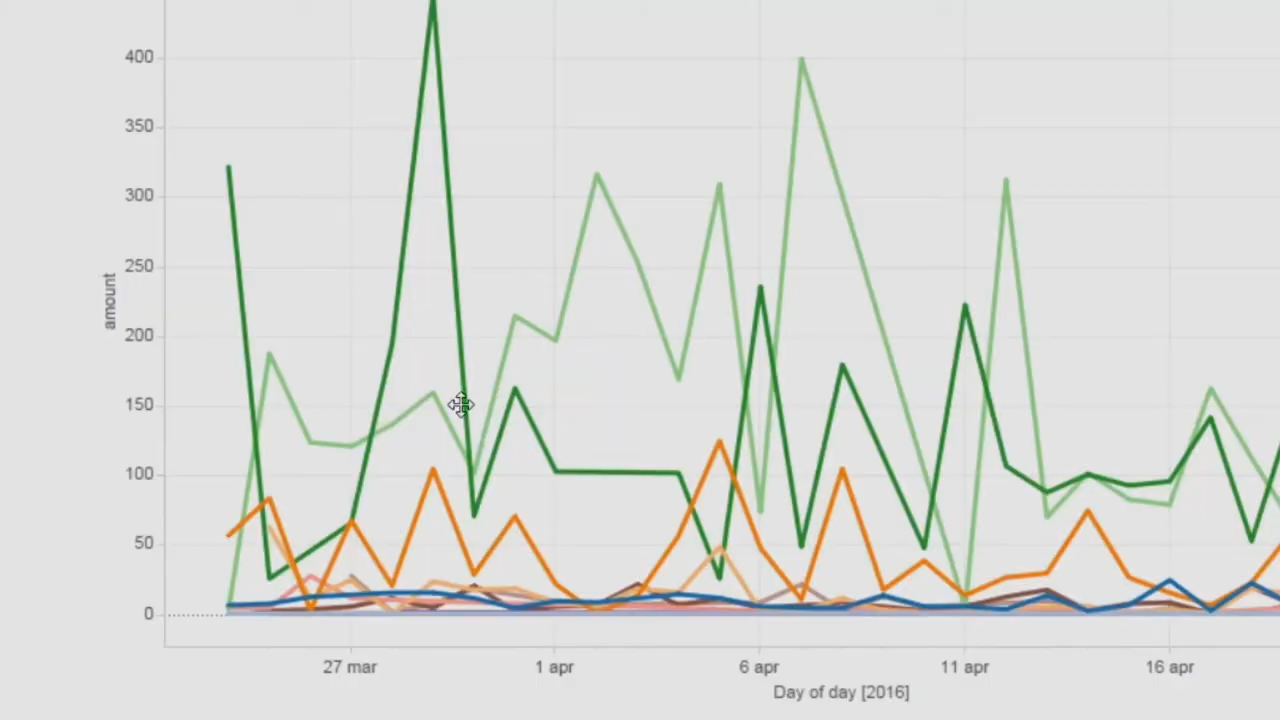 400
350
300
250
200
150
100
50
0
amount
27 mar
1 apr
6 apr
11 apr
16 apr
Day of day [2016]